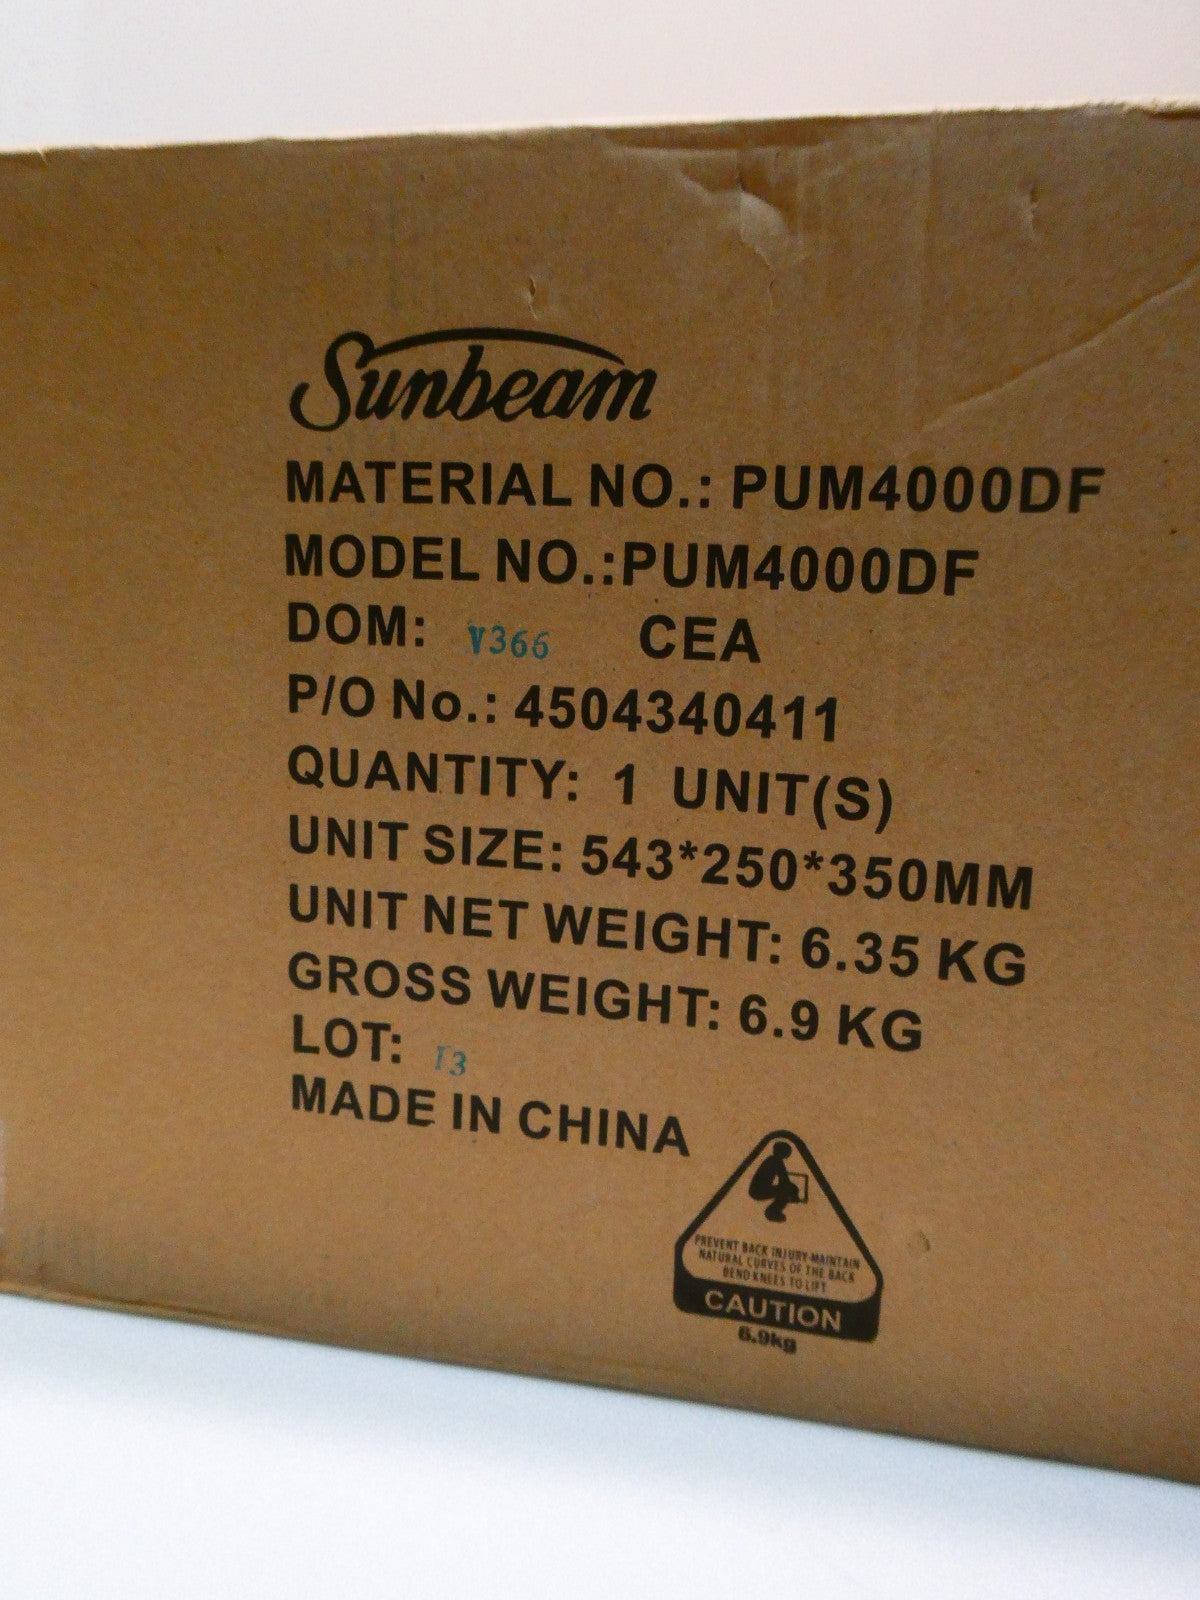 Sunbeam
MATERIAL NO.: PUM4000DF
MODEL NO.:PUM4000DF
DOM: V366 CEA
P/O No.: 4504340411
QUANTITY: 1 UNIT(S)
UNIT SIZE: 543*250*350MM
UNIT NET WEIGHT: 6.35 KG
GROSS WEIGHT: 6.9 KG
LOT: T3
MADE IN CHINA
PREVENT BACK INJURY-MAINTAIN
NATURAL CURVES OF THE BACK
BEND KNEES TO LIFT
CAUTION
6.9kg